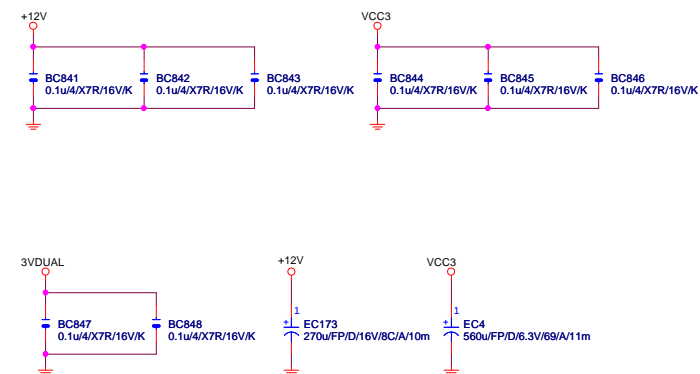 +12V
VCC3
BC841
0.1u/4/X7R/16V/K
BC842
0.1u/4/X7R/16V/K
BC843
0.1u/4/X7R/16V/K
BC844
0.1u/4/X7R/16V/K
BC845
0.1u/4/X7R/16V/K
BC846
0.1u/4/X7R/16V/K
3VDUAL
+12V
VCC3
BC847
0.1u/4/X7R/16V/K
BC848
0.1u/4/X7R/16V/K
1
+
EC173
270u/FP/D/16V/8C/A/10m
1
+
EC4
560u/FP/D/6.3V/69/A/11m